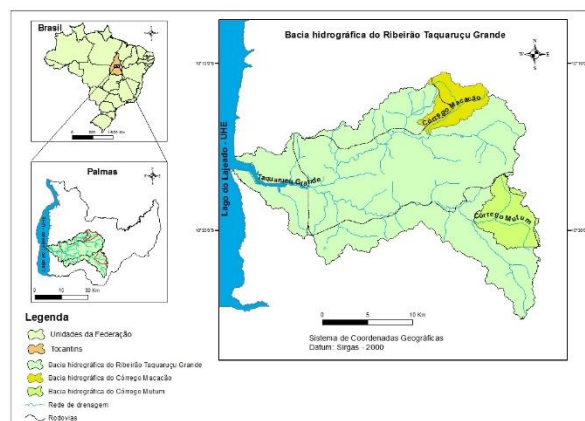 Brasil
Palmas
Legenda
Unidades da Federação
Tocantins
Bacia hidrográfica do Ribeirão Taquaruçu Grande
Bacia hidrográfica do Córrego Macacão
Bacia hidrográfica do Córrego Mutum
Rede de drenagem
Rodovias
Bacia hidrográfica do Ribeirão Taquaruçu Grande
Lago do Lajeado - UHE
Taquaruçu Grande
Córrego Macacão
Córrego Mutum
0 5 10 Km
Sistema de Coordenadas Geográficas
Datum: Sirgas - 2000